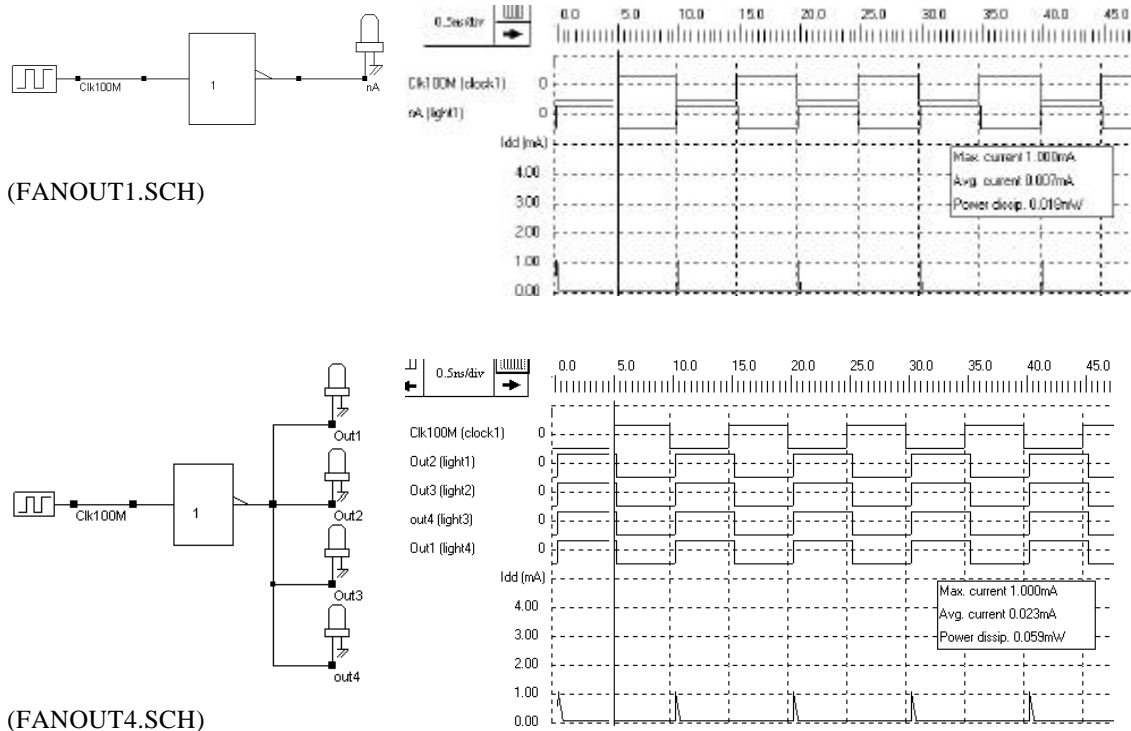 0.5ns/div
0.0 5.0 10.0 15.0 20.0 25.0 30.0 35.0 40.0 45.0
Clk100M
1
nA
Clk100M (clock1) 0
nA (light1) 0
Idd (mA)
4.00
3.00
2.00
1.00
0.00
Max. current 1.000mA
Avg. current 0.007mA
Power dissip. 0.018mW
(FANOUT1.SCH)
0.5ns/div
0.0 5.0 10.0 15.0 20.0 25.0 30.0 35.0 40.0 45.0
Clk100M
1
Out1
Out2
Out3
out4
Clk100M (clock1) 0
Out2 (light1) 0
Out3 (light2) 0
out4 (light3) 0
Out1 (light4) 0
Idd (mA)
4.00
3.00
2.00
1.00
0.00
Max. current 1.000mA
Avg. current 0.023mA
Power dissip. 0.059mW
(FANOUT4.SCH)